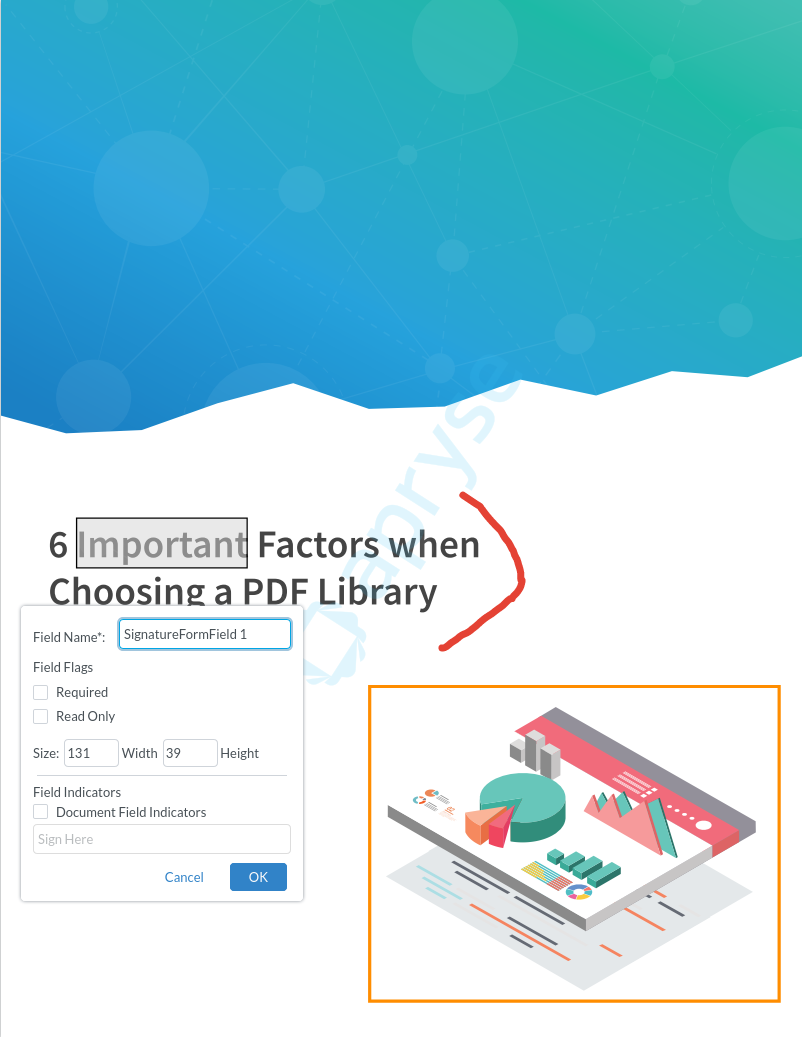 6 Important Factors when
Choosing a PDF Library
apryse
Field Name*: SignatureFormField 1
Field Flags
Required
Read Only
Size: 131 Width 39 Height
Field Indicators
Document Field Indicators
Sign Here
Cancel OK